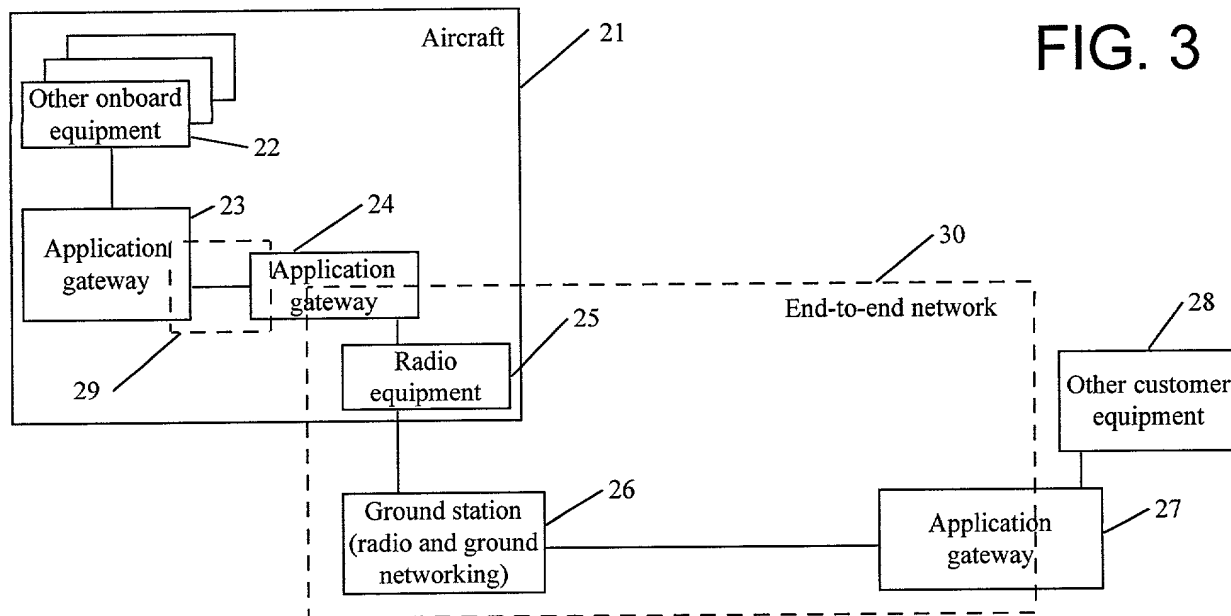 FIG. 3
Aircraft
21
Other onboard
equipment
22
23
24
Application
gateway
Application
gateway
30
End-to-end network
25
28
Radio
equipment
29
Other customer
equipment
26
Ground station
(radio and ground
networking)
Application
gateway
27